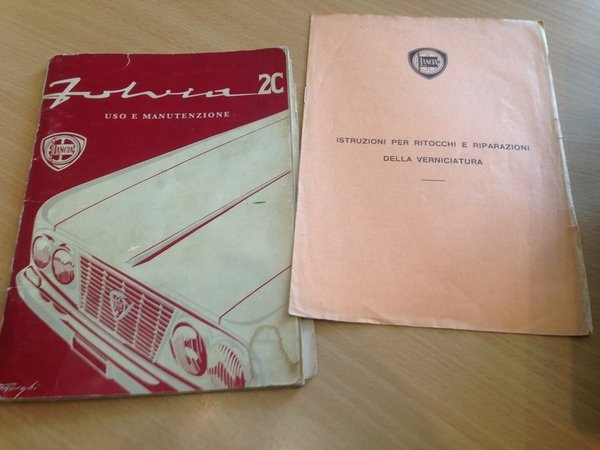 Fulvia 2C
USO E MANUTENZIONE
LANCIA
LANCIA
ISTRUZIONI PER RITOCCHI E RIPARAZIONI
DELLA VERNICIATURA